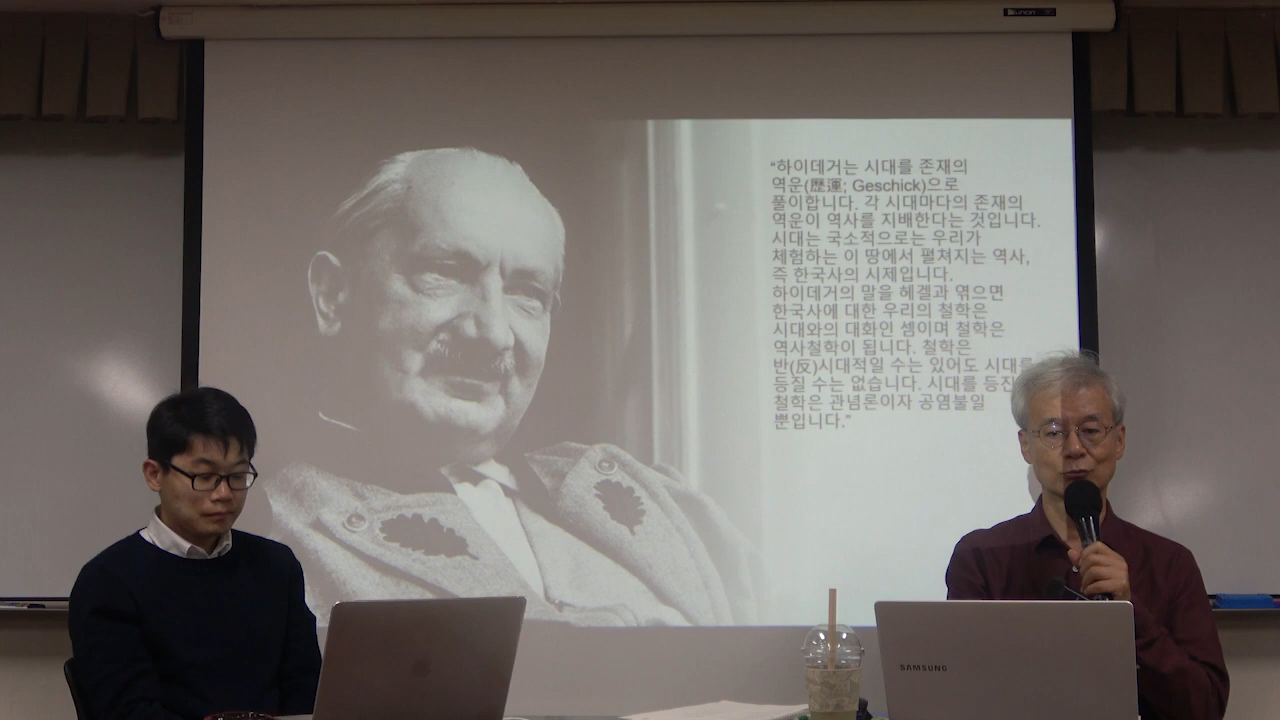 “하이데거는 시대를 존재의
역운(歷運; Geschick)으로
풀이합니다. 각 시대마다의 존재의
역운이 역사를 지배한다는 것입니다.
시대는 국소적으로는 우리가
체험하는 이 땅에서 펼쳐지는 역사,
즉 한국사의 시제입니다.
하이데거의 말을 헤겔과 엮으면
한국사에 대한 우리의 철학은
시대와의 대화인 셈이며 철학은
역사철학이 됩니다. 철학은
반(反)시대적일 수는 있어도 시대를
등질 수는 없습니다. 시대를 등진
철학은 관념론이자 공염불일
뿐입니다.”
SAMSUNG